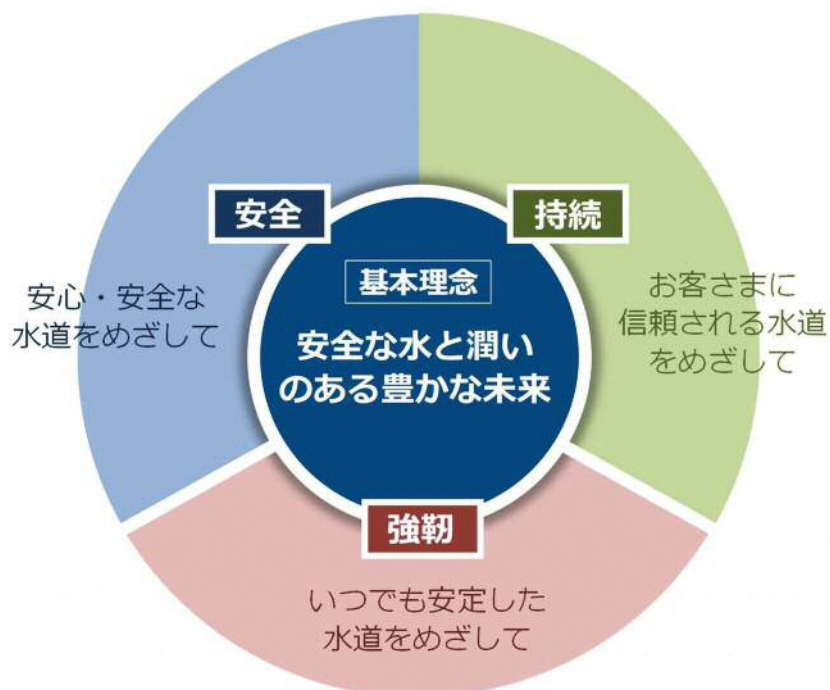 安全
安心・安全な
水道をめざして
持続
お客さまに
信頼される水道
をめざして
基本理念
安全な水と潤い
のある豊かな未来
強靭
いつでも安定した
水道をめざして